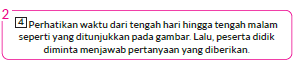 2
4 Perhatikan waktu dari tengah hari hingga tengah malam
seperti yang ditunjukkan pada gambar. Lalu, peserta didik
diminta menjawab pertanyaan yang diberikan.